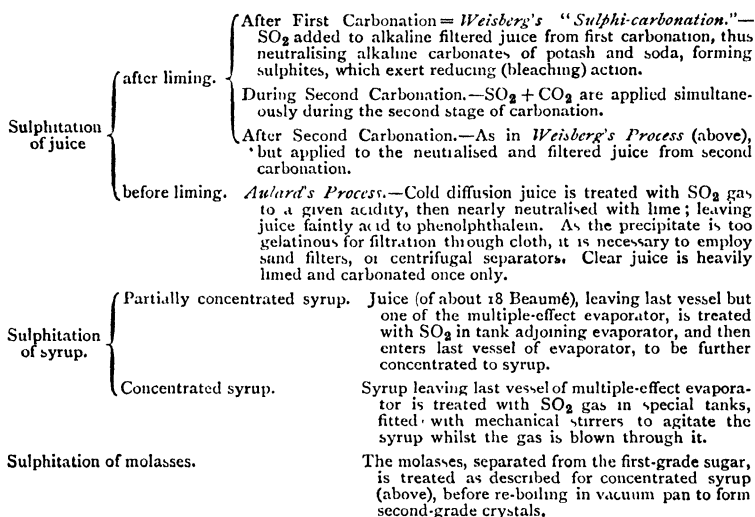 After First Carbonation = Weisberg's "Sulphi-carbonation."—
SO₂ added to alkaline filtered juice from first carbonation, thus
neutralising alkaline carbonates of potash and soda, forming
sulphites, which exert reducing (bleaching) action.
after liming.
During Second Carbonation.—SO₂ + CO₂ are applied simultane-
ously during the second stage of carbonation.
Sulphitation
of juice
After Second Carbonation.—As in Weisberg's Process (above),
but applied to the neutralised and filtered juice from second
carbonation.
before liming. Aulard's Process.—Cold diffusion juice is treated with SO₂ gas
to a given acidity, then nearly neutralised with lime; leaving
juice faintly acid to phenolphthalein. As the precipitate is too
gelatinous for filtration through cloth, it is necessary to employ
sand filters, or centrifugal separators. Clear juice is heavily
limed and carbonated once only.
Partially concentrated syrup. Juice (of about 18 Beaumé), leaving last vessel but
one of the multiple-effect evaporator, is treated
with SO₂ in tank adjoining evaporator, and then
enters last vessel of evaporator, to be further
concentrated to syrup.
Sulphitation
of syrup.
Concentrated syrup. Syrup leaving last vessel of multiple-effect evapora-
tor is treated with SO₂ gas in special tanks,
fitted with mechanical stirrers to agitate the
syrup whilst the gas is blown through it.
Sulphitation of molasses. The molasses, separated from the first-grade sugar,
is treated as described for concentrated syrup
(above), before re-boiling in vacuum pan to form
second-grade crystals.